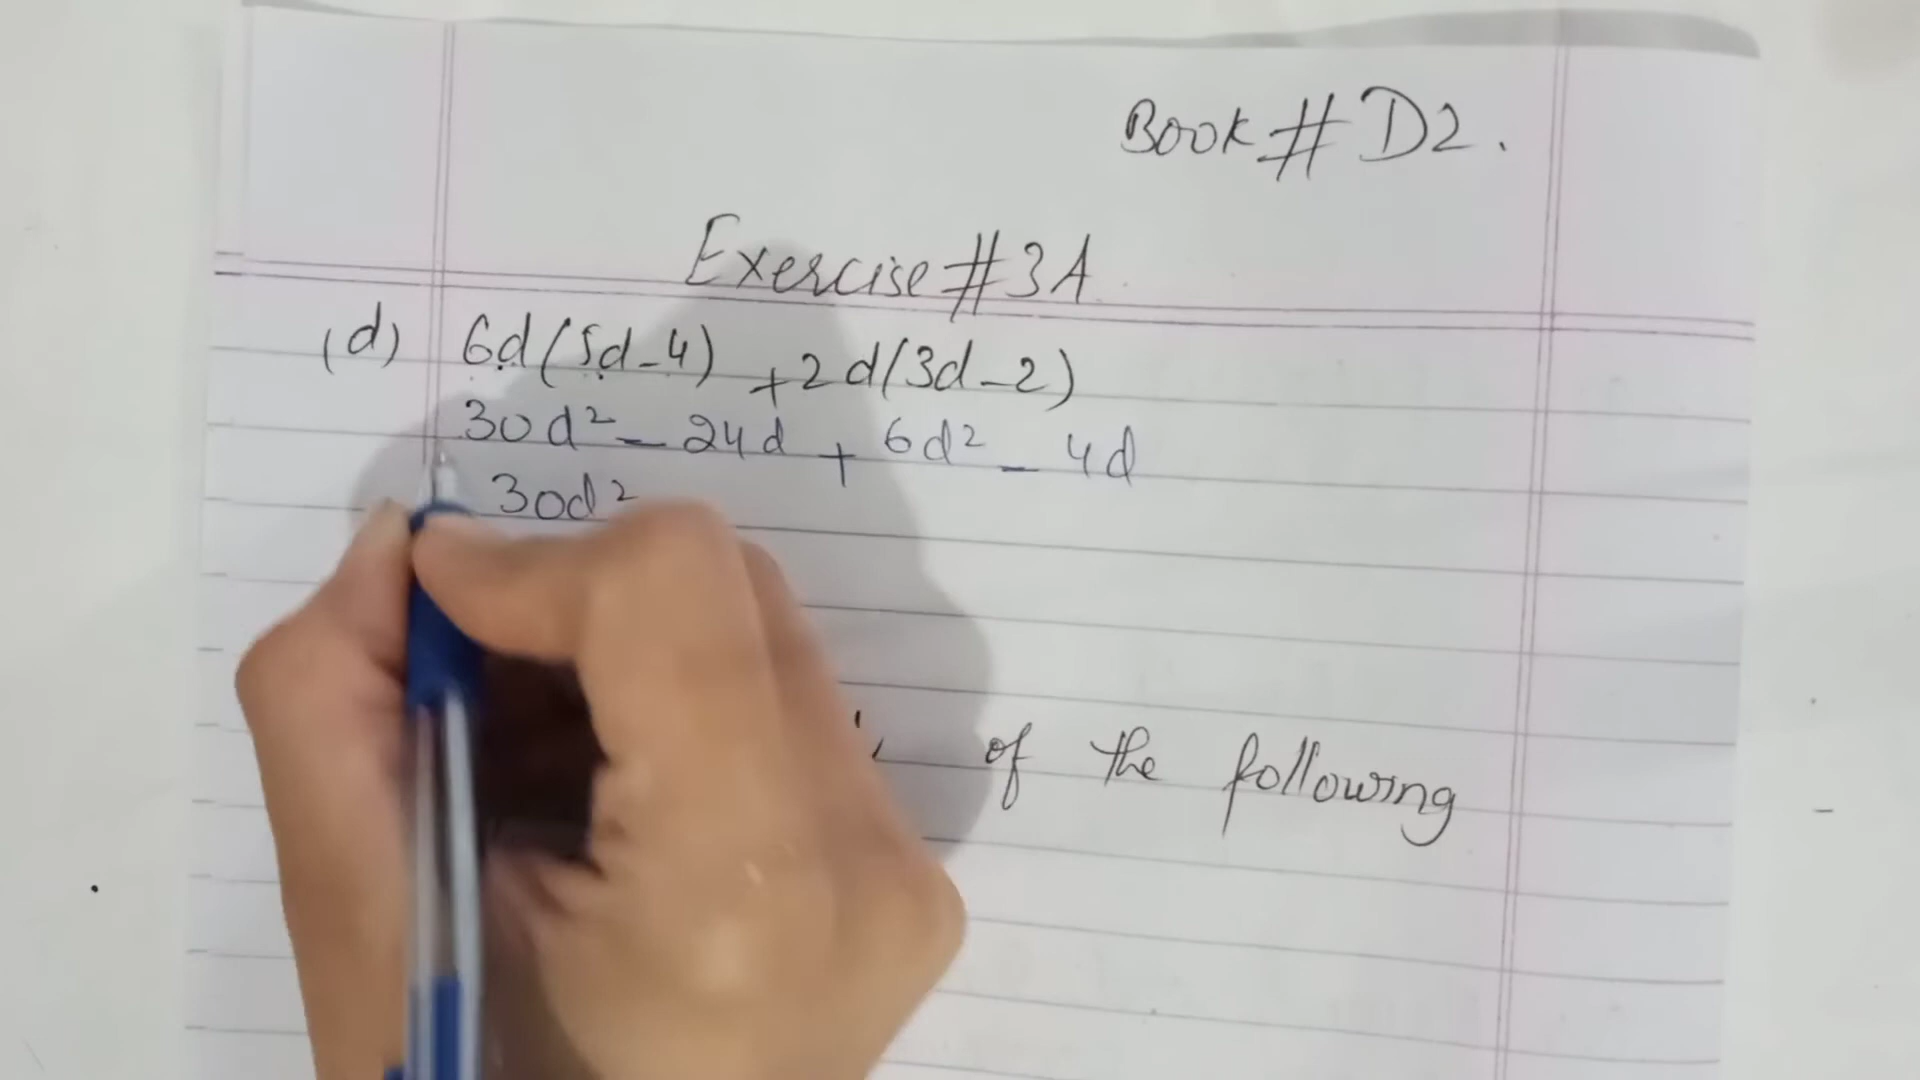 Book # D2.
Exercise # 3A
(d) 6d(5d-4) +2d(3d-2)
30d² - 24d + 6d² - 4d
30d²
of the following